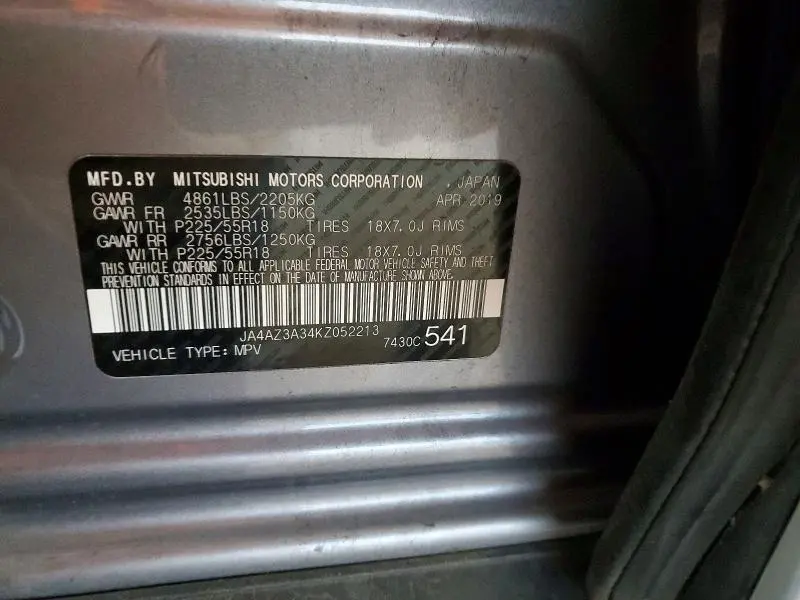 MFD.BY MITSUBISHI MOTORS CORPORATION , JAPAN
GVWR 4861LBS/2205KG APR 2019
GAWR FR 2535LBS/1150KG
WITH P225/55R18 TIRES 18X7.0J RIMS
GAWR RR 2756LBS/1250KG
WITH P225/55R18 TIRES 18X7.0J RIMS
THIS VEHICLE CONFORMS TO ALL APPLICABLE FEDERAL MOTOR VEHICLE SAFETY AND THEFT
PREVENTION STANDARDS IN EFFECT ON THE DATE OF MANUFACTURE SHOWN ABOVE.
JA4AZ3A34KZ052213 7430C 541
VEHICLE TYPE: MPV